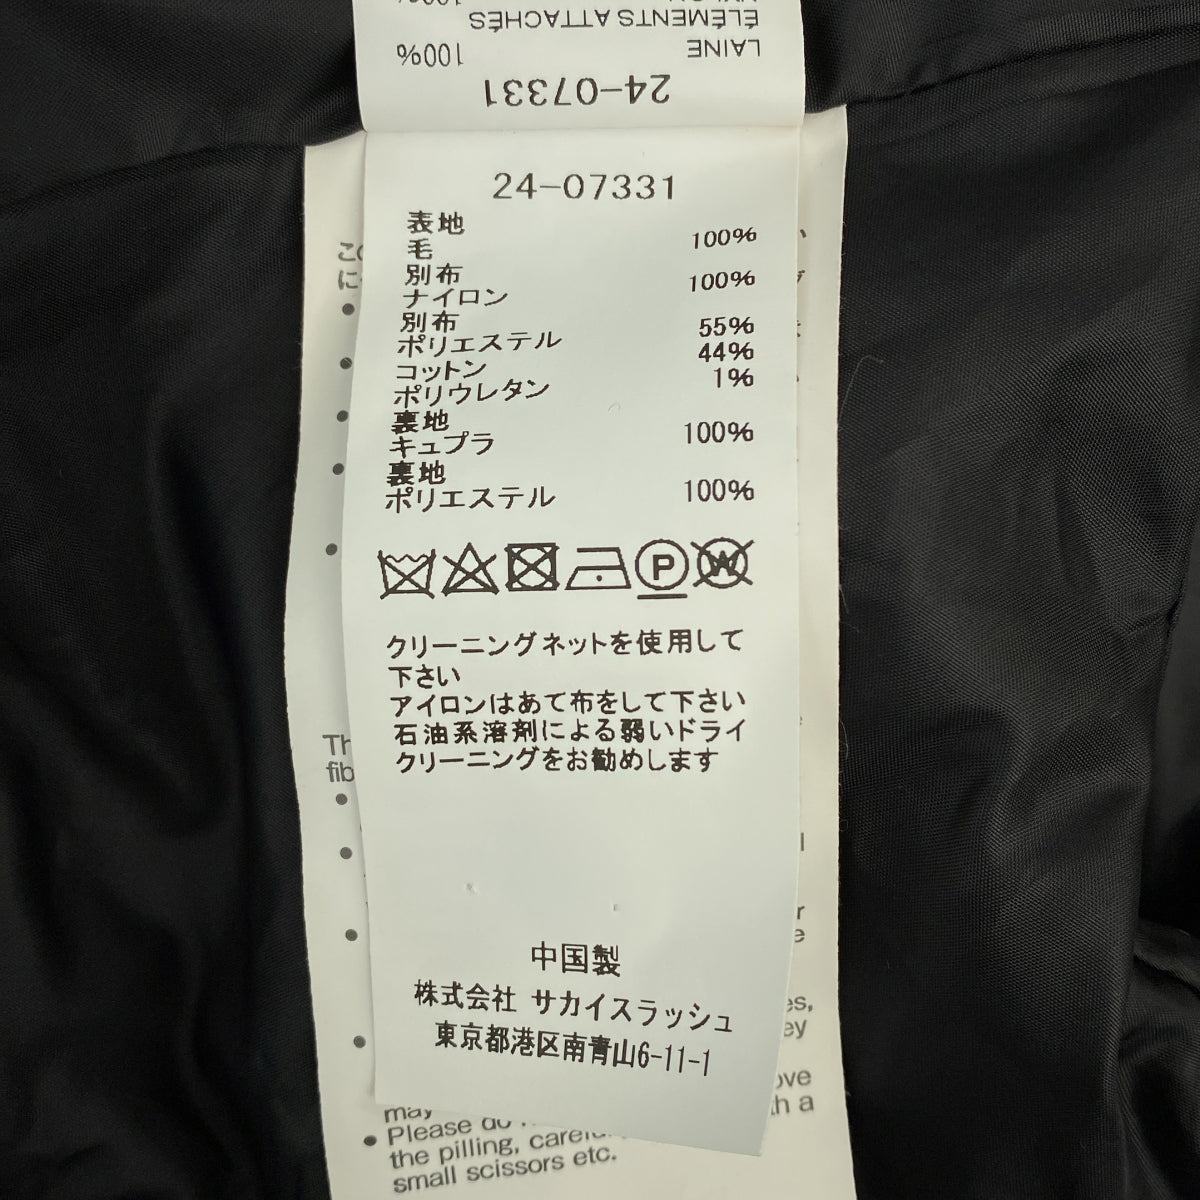 ÉLÉMENTS ATTACHÉS
LAINE 100%
24-07331
24-07331
表地
毛 100%
別布
ナイロン 100%
別布
ポリエステル 55%
コットン 44%
ポリウレタン 1%
裏地
キュプラ 100%
裏地
ポリエステル 100%
P W
クリーニングネットを使用して
下さい
アイロンはあて布をして下さい
石油系溶剤による弱いドライ
クリーニングをお勧めします
中国製
株式会社 サカイスラッシュ
東京都港区南青山6-11-1
may
• Please
the pilling,
small scissors etc.